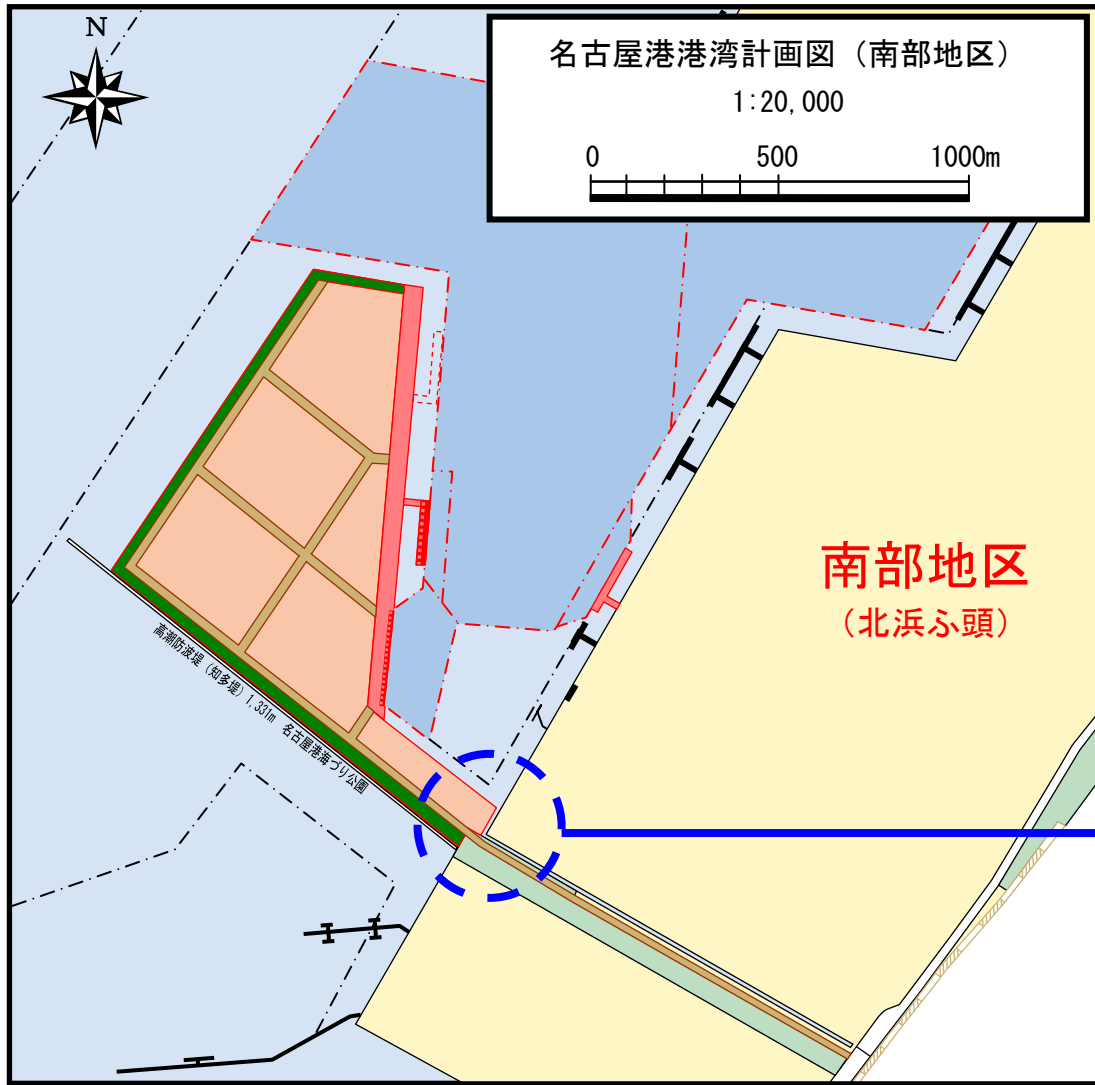 N
名古屋港港湾計画図（南部地区）
1:20,000
0 500 1000m
南部地区
（北浜ふ頭）
高潮防波堤（知多堤）1,331m 名古屋港海づり公園